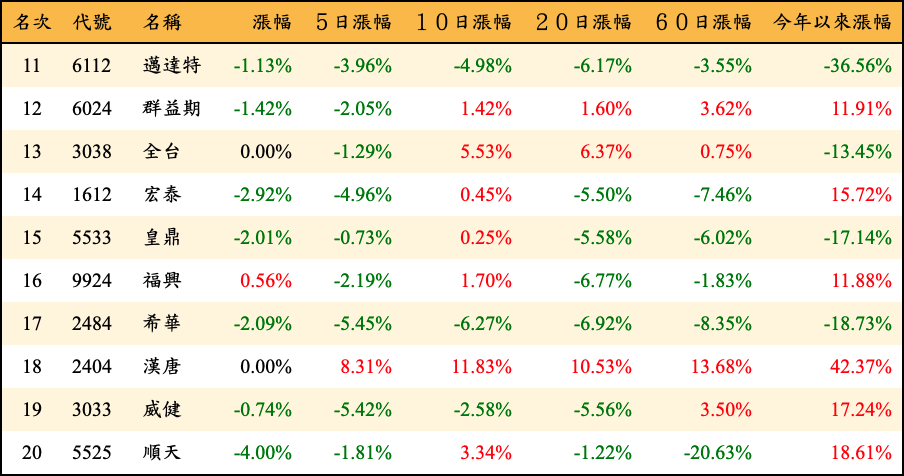 名次 代號 名稱 漲幅 5日漲幅 10日漲幅 20日漲幅 60日漲幅 今年以來漲幅
11 6112 邁達特 -1.13% -3.96% -4.98% -6.17% -3.55% -36.56%
12 6024 群益期 -1.42% -2.05% 1.42% 1.60% 3.62% 11.91%
13 3038 全台 0.00% -1.29% 5.53% 6.37% 0.75% -13.45%
14 1612 宏泰 -2.92% -4.96% 0.45% -5.50% -7.46% 15.72%
15 5533 皇鼎 -2.01% -0.73% 0.25% -5.58% -6.02% -17.14%
16 9924 福興 0.56% -2.19% 1.70% -6.77% -1.83% 11.88%
17 2484 希華 -2.09% -5.45% -6.27% -6.92% -8.35% -18.73%
18 2404 漢唐 0.00% 8.31% 11.83% 10.53% 13.68% 42.37%
19 3033 威健 -0.74% -5.42% -2.58% -5.56% 3.50% 17.24%
20 5525 順天 -4.00% -1.81% 3.34% -1.22% -20.63% 18.61%